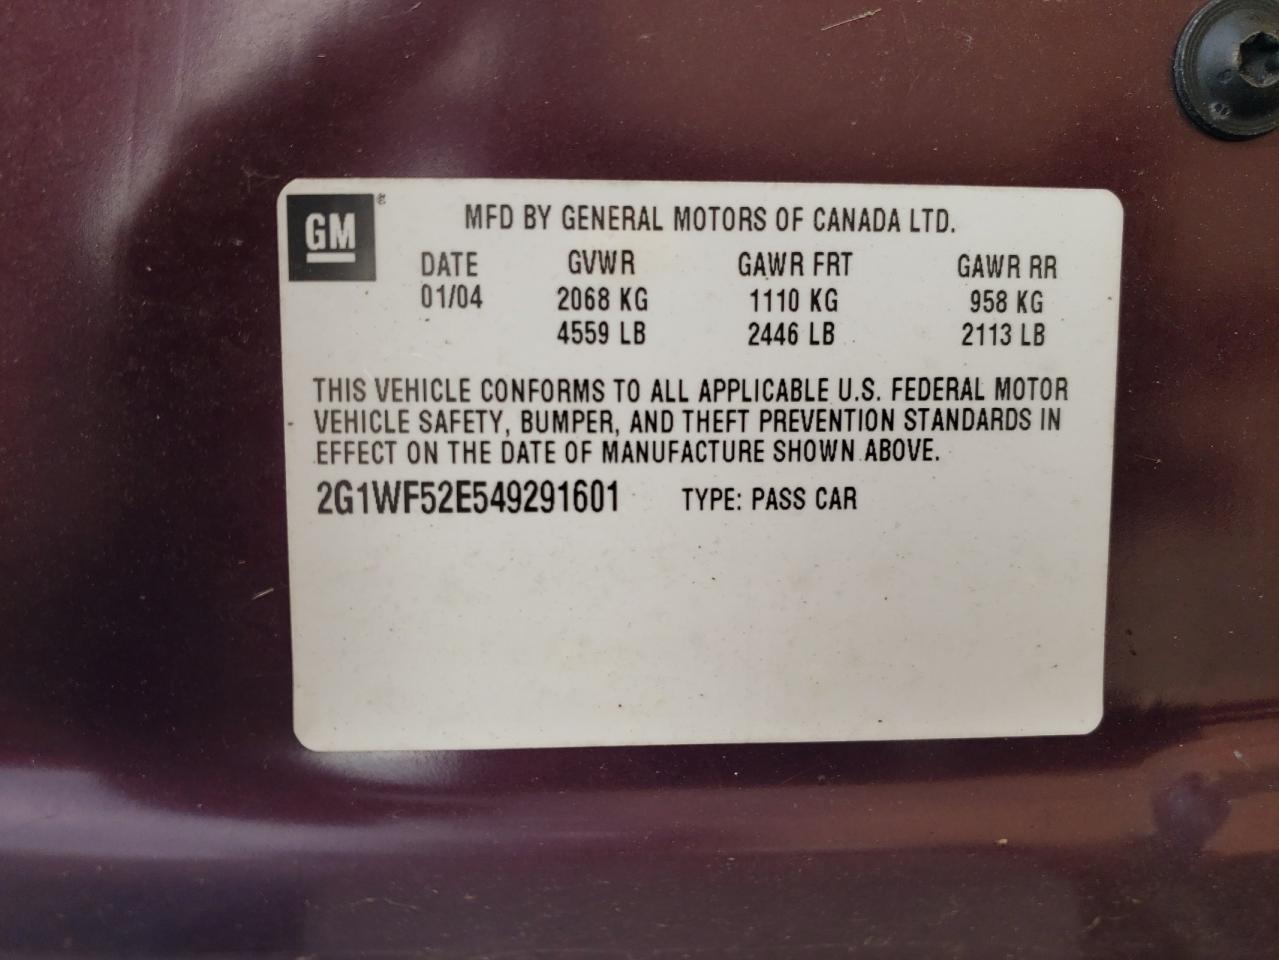 GM ®
MFD BY GENERAL MOTORS OF CANADA LTD.
DATE GVWR GAWR FRT GAWR RR
01/04 2068 KG 1110 KG 958 KG
4559 LB 2446 LB 2113 LB
THIS VEHICLE CONFORMS TO ALL APPLICABLE U.S. FEDERAL MOTOR
VEHICLE SAFETY, BUMPER, AND THEFT PREVENTION STANDARDS IN
EFFECT ON THE DATE OF MANUFACTURE SHOWN ABOVE.
2G1WF52E549291601 TYPE: PASS CAR